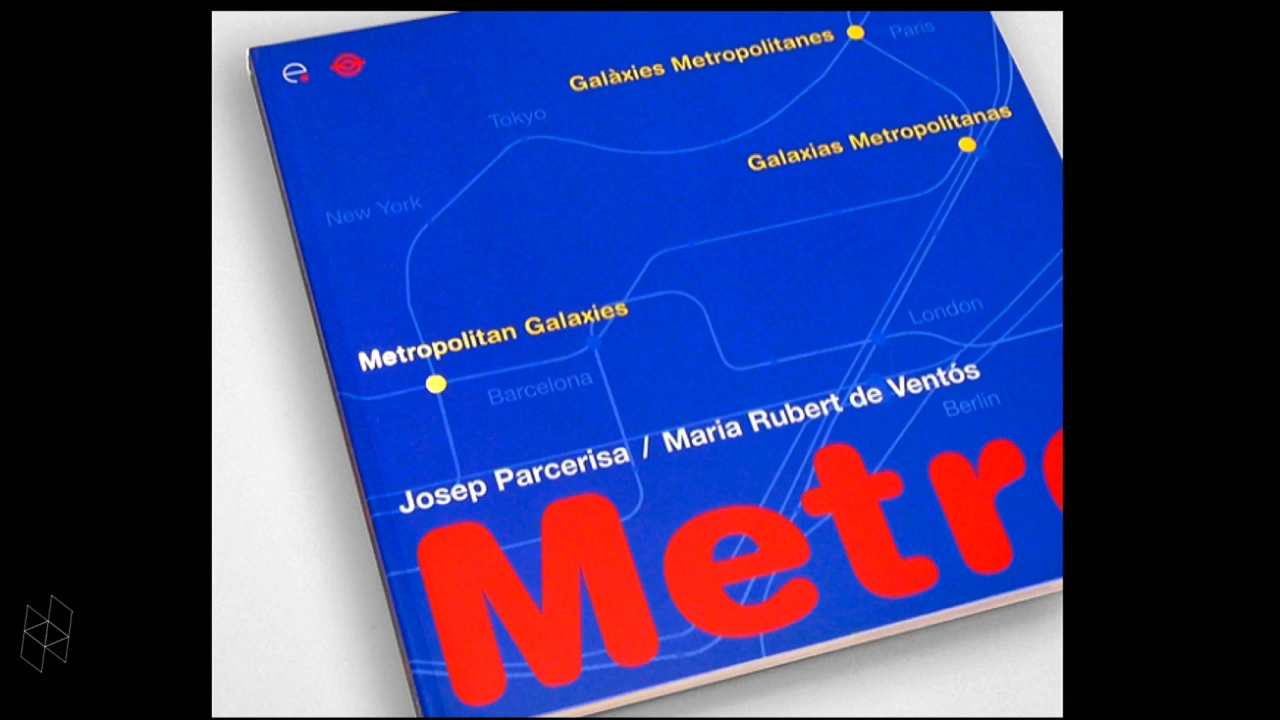 Galàxies Metropolitanes
Paris
Tokyo
Galaxias Metropolitanas
New York
Metropolitan Galaxies
London
Barcelona
Berlin
Josep Parcerisa / Maria Rubert de Ventós
Metro